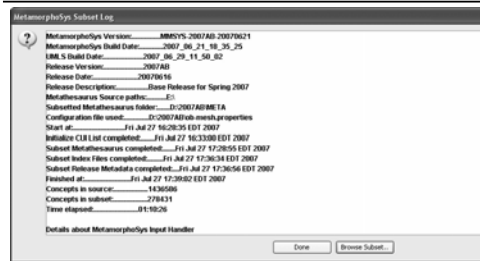 MetamorphoSys Subset Log
MetamorphoSys Version:..........MMSYS-2007AB-20070621
MetamorphoSys Build Date:..........2007_06_21_18_35_25
UMLS Build Date:..........2007_06_29_11_50_02
Release Version:..........2007AB
Release Date:..........20070616
Release Description:..........Base Release for Spring 2007
Metathesaurus Source path:..........E:\
Subsetted Metathesaurus folder:......D:\2007AB\META
Configuration file used:..........D:\2007AB\ob-mesh.properties
Start at:..........Fri Jul 27 16:28:35 EDT 2007
Initialize CUI List completed:......Fri Jul 27 16:33:00 EDT 2007
Subset Metathesaurus completed:......Fri Jul 27 17:28:55 EDT 2007
Subset Index Files completed:......Fri Jul 27 17:36:34 EDT 2007
Subset Release Metadata completed:....Fri Jul 27 17:36:56 EDT 2007
Finished at:..........Fri Jul 27 17:39:02 EDT 2007
Concepts in source:..........1436586
Concepts in subset:..........278431
Time elapsed:..........01:10:26
Details about MetamorphoSys Input Handler
Done
Browse Subset...